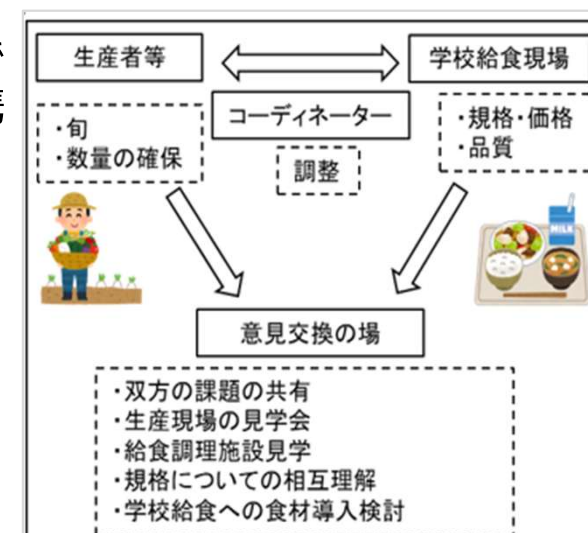 生産者等
学校給食現場
コーディネーター
・旬
・数量の確保
調整
・規格・価格
・品質
MILK
意見交換の場
・双方の課題の共有
・生産現場の見学会
・給食調理施設見学
・規格についての相互理解
・学校給食への食材導入検討